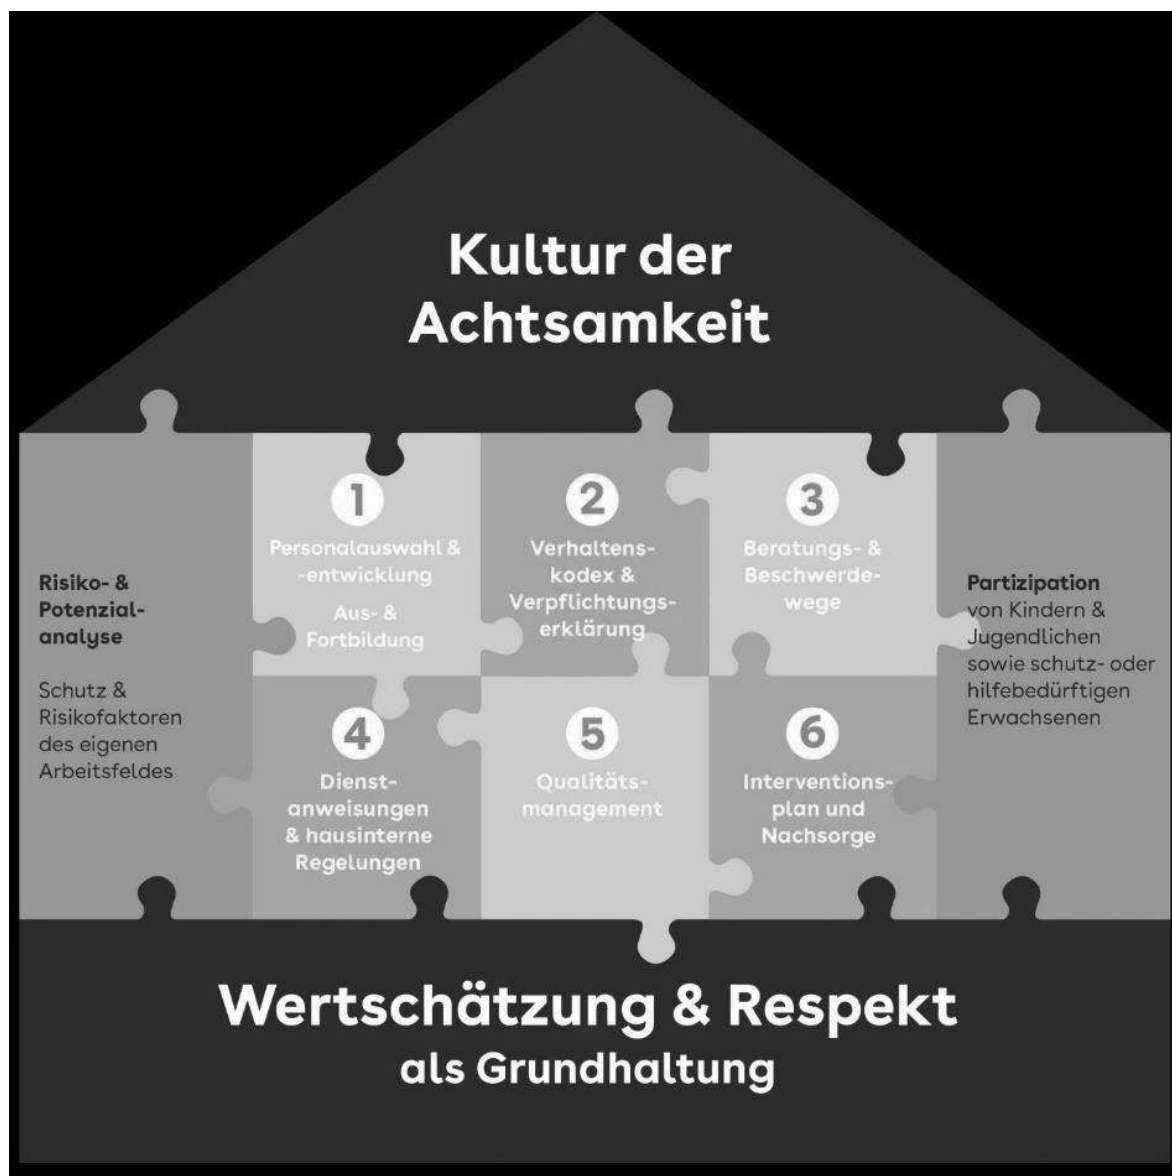 Kultur der
Achtsamkeit
Risiko- &
Potenzial-
analyse
Schutz &
Risikofaktoren
des eigenen
Arbeitsfeldes
1
Personalauswahl &
-entwicklung
Aus- &
Fortbildung
2
Verhaltens-
kodex &
Verpflichtungs-
erklärung
3
Beratungs- &
Beschwerde-
wege
4
Dienst-
anweisungen
& hausinterne
Regelungen
5
Qualitäts-
management
6
Interventions-
plan und
Nachsorge
Partizipation
von Kindern &
Jugendlichen
sowie schutz- oder
hilfebedürftigen
Erwachsenen
Wertschätzung & Respekt
als Grundhaltung